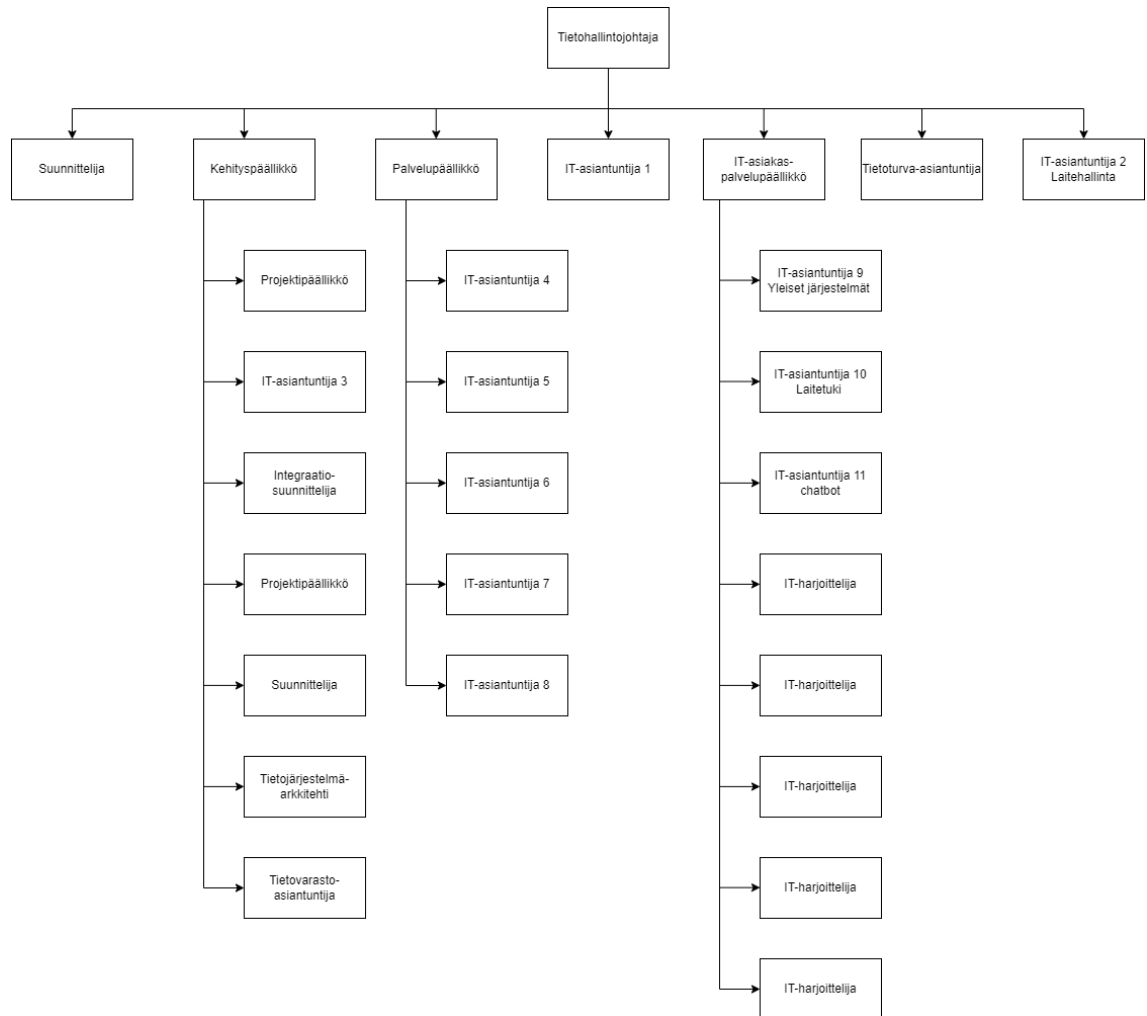 Tietohallintojohtaja
Suunnittelija
Kehityspäällikkö
Palvelupäällikkö
IT-asiantuntija 1
IT-asiakas-
palvelupäällikkö
Tietoturva-asiantuntija
IT-asiantuntija 2
Laitehallinta
Projektipäällikkö
IT-asiantuntija 3
Integraatio-
suunnittelija
Projektipäällikkö
Suunnittelija
Tietojärjestelmä-
arkkitehti
Tietovarasto-
asiantuntija
IT-asiantuntija 4
IT-asiantuntija 5
IT-asiantuntija 6
IT-asiantuntija 7
IT-asiantuntija 8
IT-asiantuntija 9
Yleiset järjestelmät
IT-asiantuntija 10
Laitetuki
IT-asiantuntija 11
chatbot
IT-harjoittelija
IT-harjoittelija
IT-harjoittelija
IT-harjoittelija
IT-harjoittelija